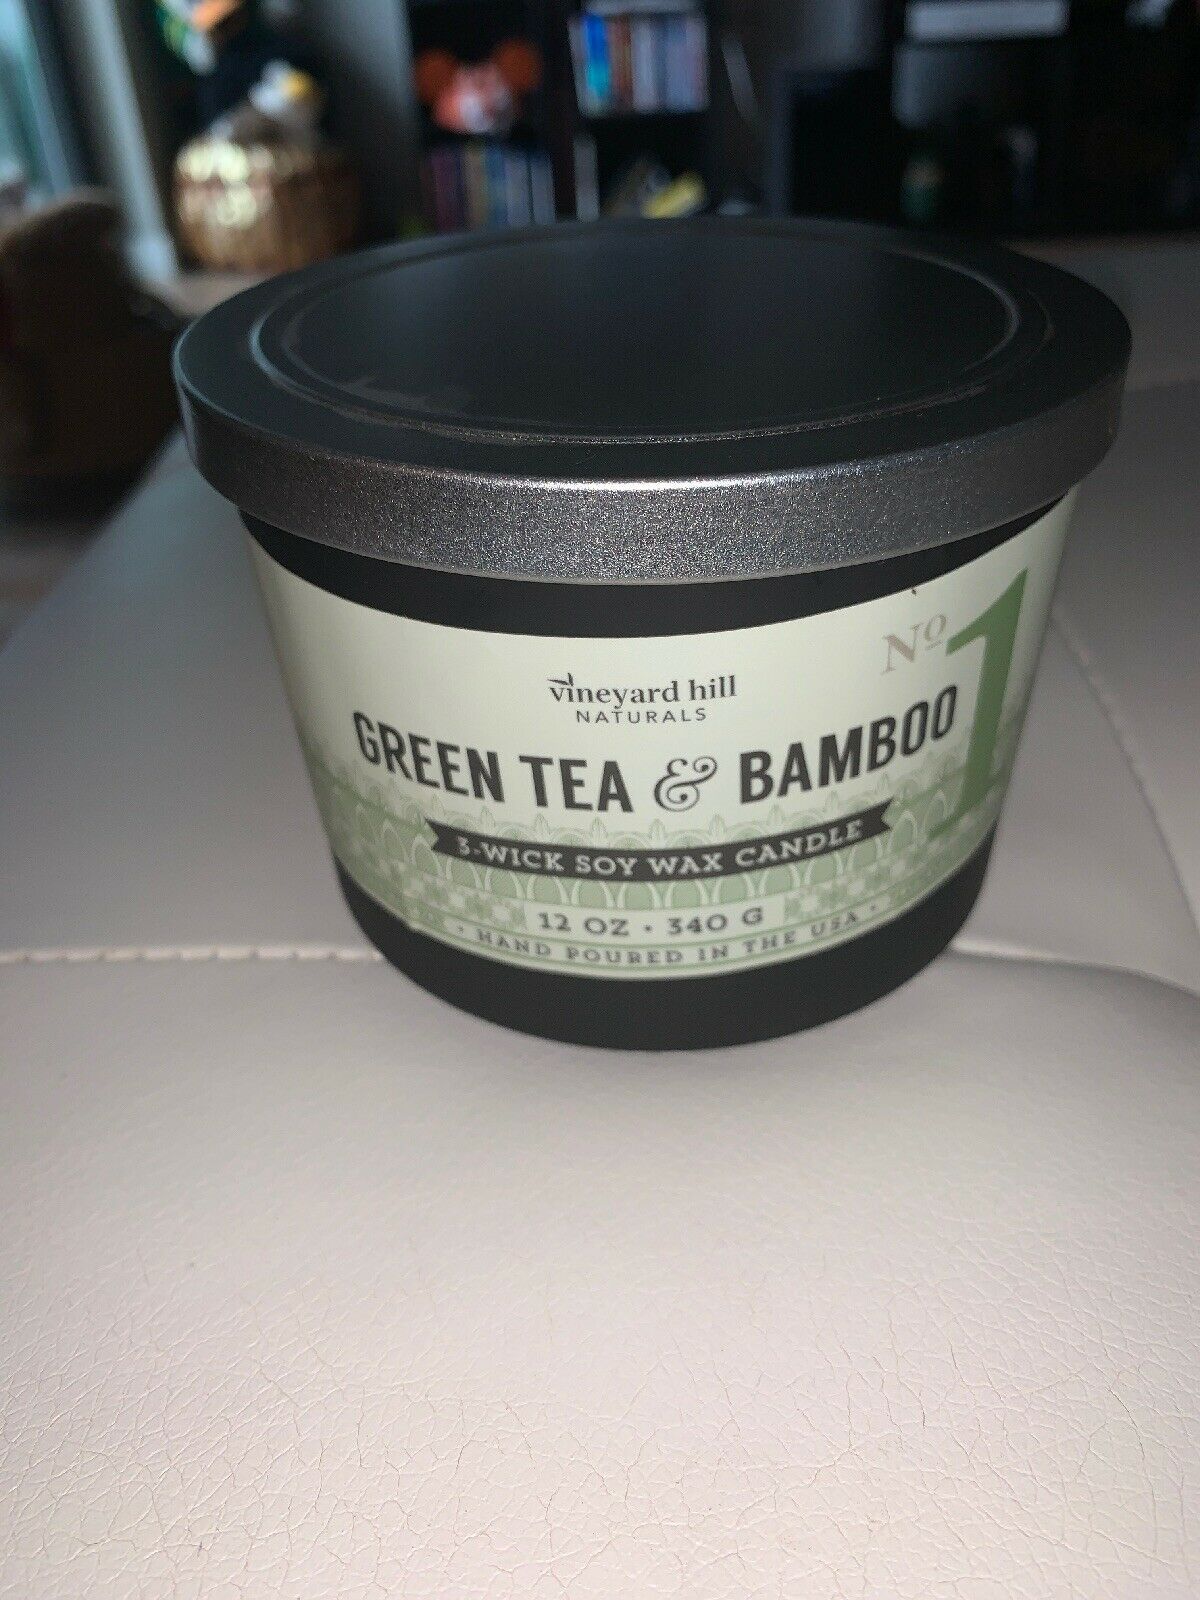 Nº 1
vineyard hill
NATURALS
GREEN TEA & BAMBOO
3-WICK SOY WAX CANDLE
12 OZ • 340 G
• HAND POURED IN THE USA •